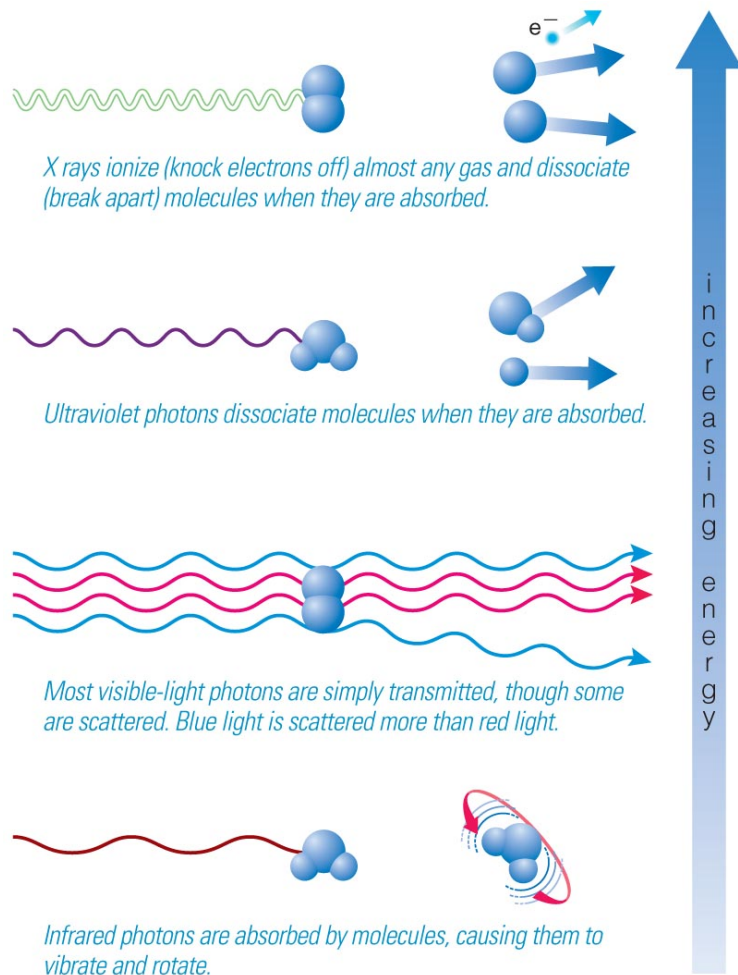 e−
X rays ionize (knock electrons off) almost any gas and dissociate
(break apart) molecules when they are absorbed.
Ultraviolet photons dissociate molecules when they are absorbed.
Most visible-light photons are simply transmitted, though some
are scattered. Blue light is scattered more than red light.
Infrared photons are absorbed by molecules, causing them to
vibrate and rotate.
increasing energy